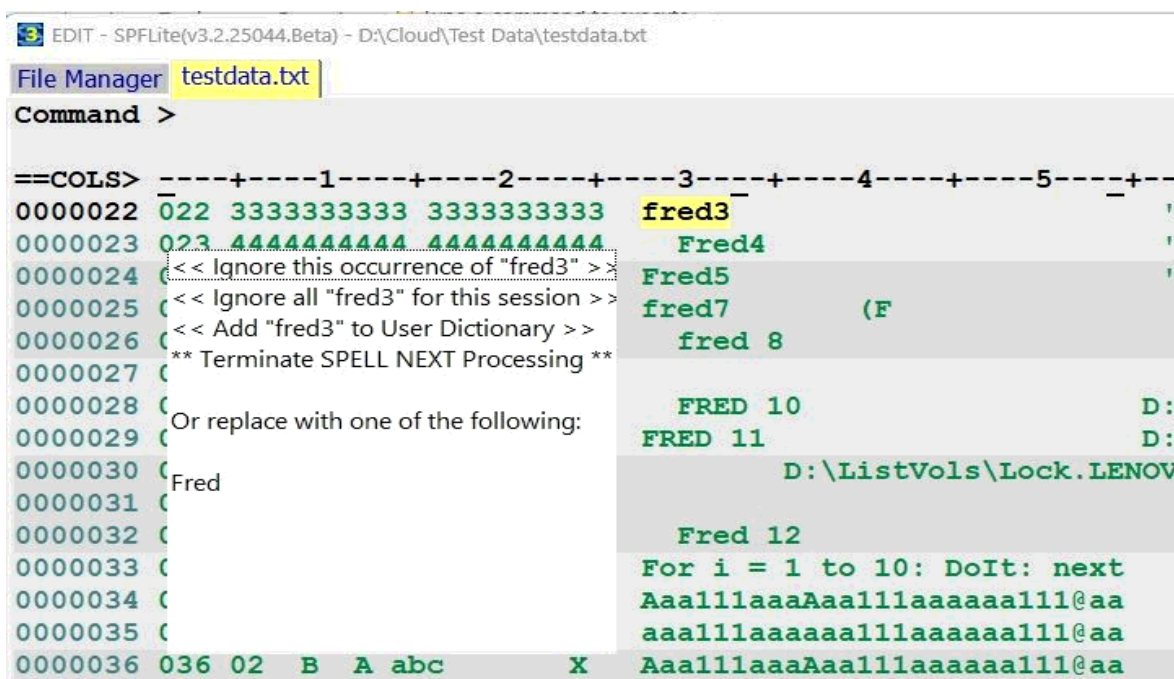 EDIT - SPFLite(v3.2.25044.Beta) - D:\Cloud\Test Data\testdata.txt
File Manager testdata.txt
Command >
==COLS> ----+----1----+----2----+----3----+----4----+----5----+--
0000022 022 3333333333 3333333333 fred3 '
0000023 023 4444444444 4444444444 Fred4 '
0000024 Fred5 '
0000025 fred7 (F
0000026 fred 8
0000027
0000028 FRED 10 D:
0000029 FRED 11 D:
0000030 D:\ListVols\Lock.LENOV
0000031
0000032 Fred 12
0000033 For i = 1 to 10: DoIt: next
0000034 Aaa111aaaAaa111aaaaaa111@aa
0000035 aaa111aaaaaa111aaaaaa111@aa
0000036 036 02 B A abc X Aaa111aaaAaa111aaaaaa111@aa
<< Ignore this occurrence of "fred3" >>
<< Ignore all "fred3" for this session >>
<< Add "fred3" to User Dictionary >>
** Terminate SPELL NEXT Processing **
Or replace with one of the following:
Fred